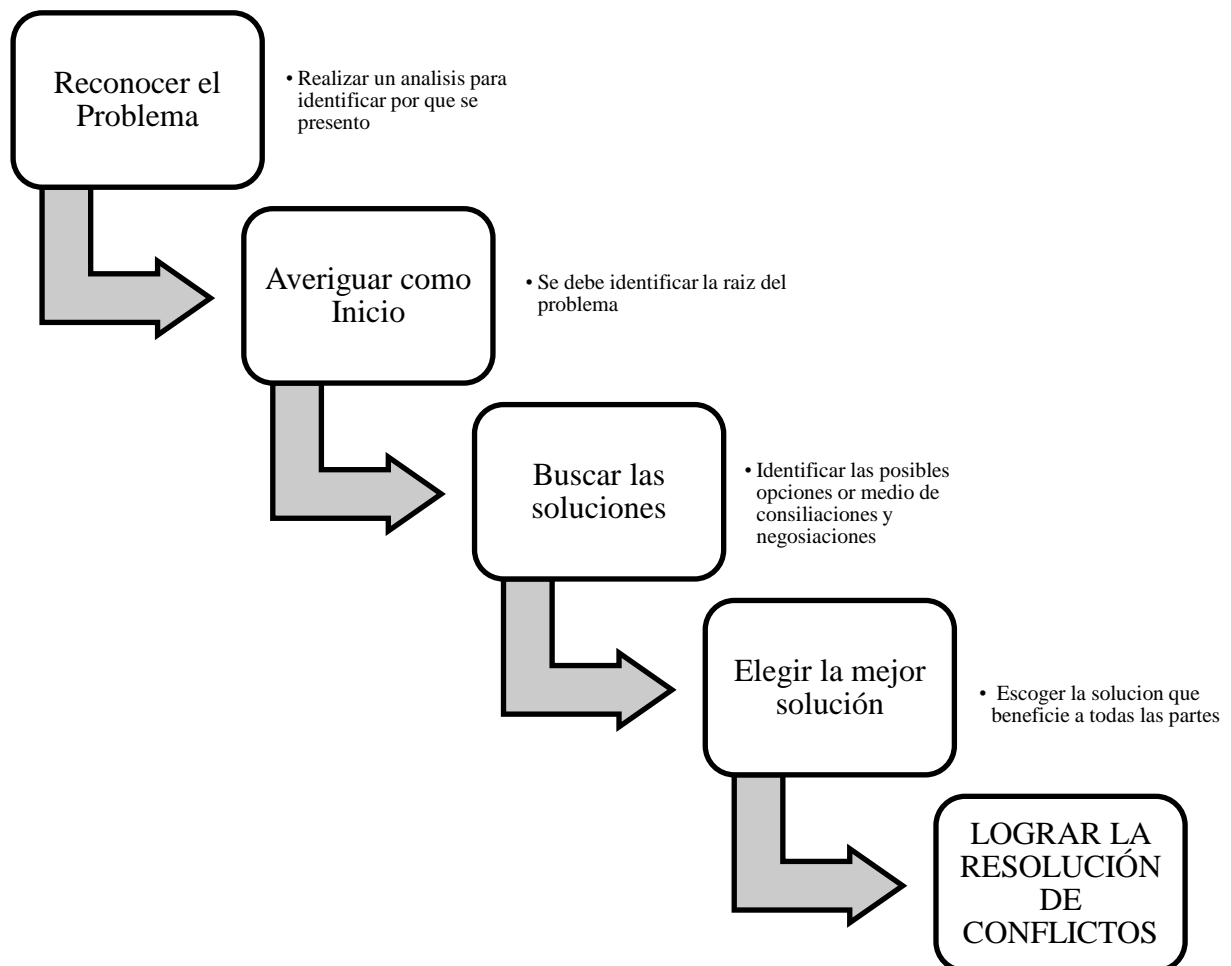 Reconocer el
Problema
• Realizar un analisis para
identificar por que se
presento
Averiguar como
Inicio
• Se debe identificar la raiz del
problema
Buscar las
soluciones
• Identificar las posibles
opciones or medio de
consiliaciones y
negosiaciones
Elegir la mejor
solución
• Escoger la solucion que
beneficie a todas las partes
LOGRAR LA
RESOLUCIÓN
DE
CONFLICTOS